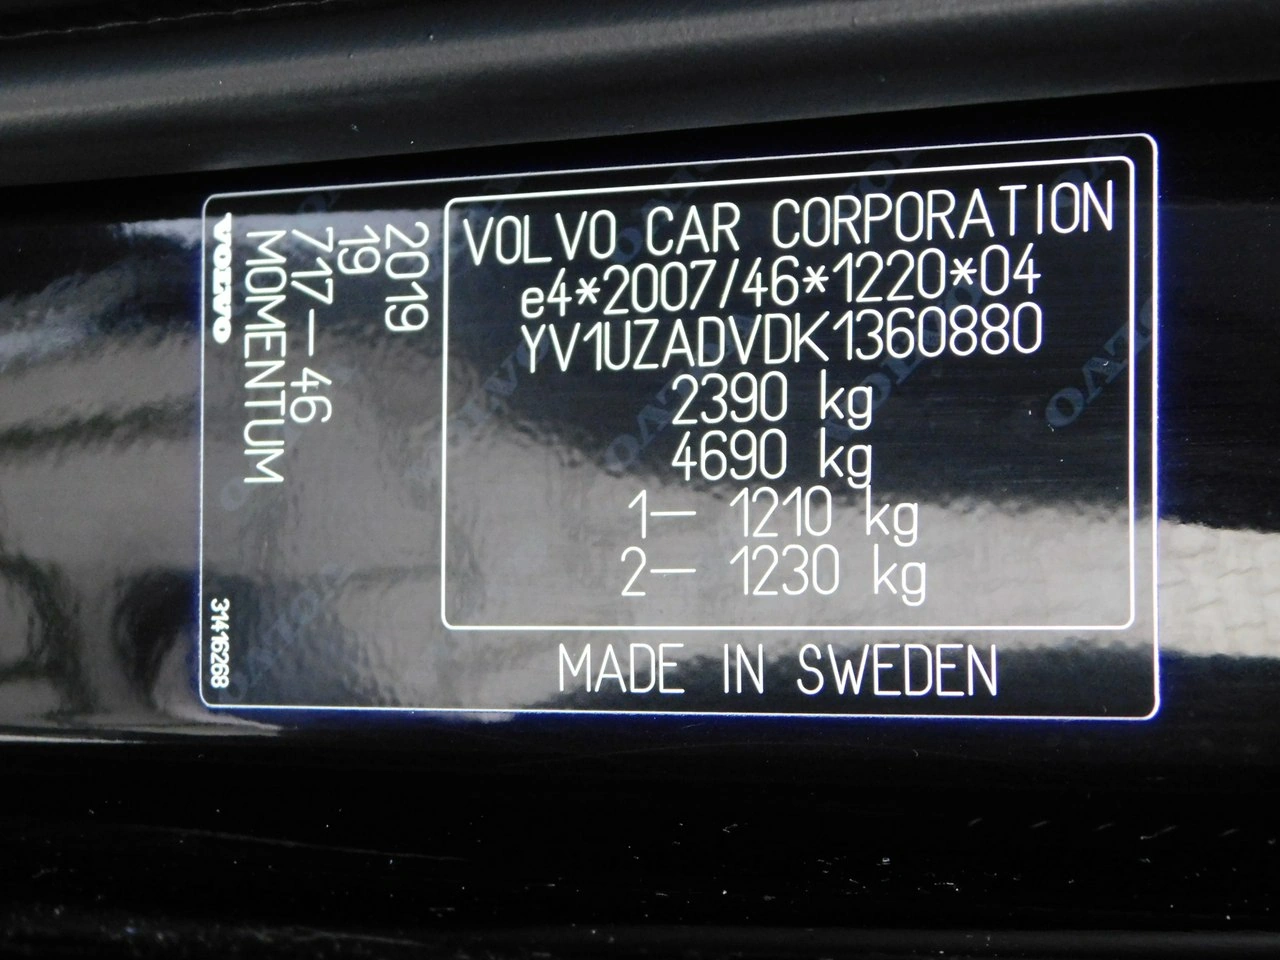 VOLVO CAR CORPORATION
e4*2007/46*1220*04
YV1UZADVDK1360880
2390 kg
4690 kg
1— 1210 kg
2— 1230 kg
MADE IN SWEDEN
2019
19
717—46
MOMENTUM
VOLVO
31416268